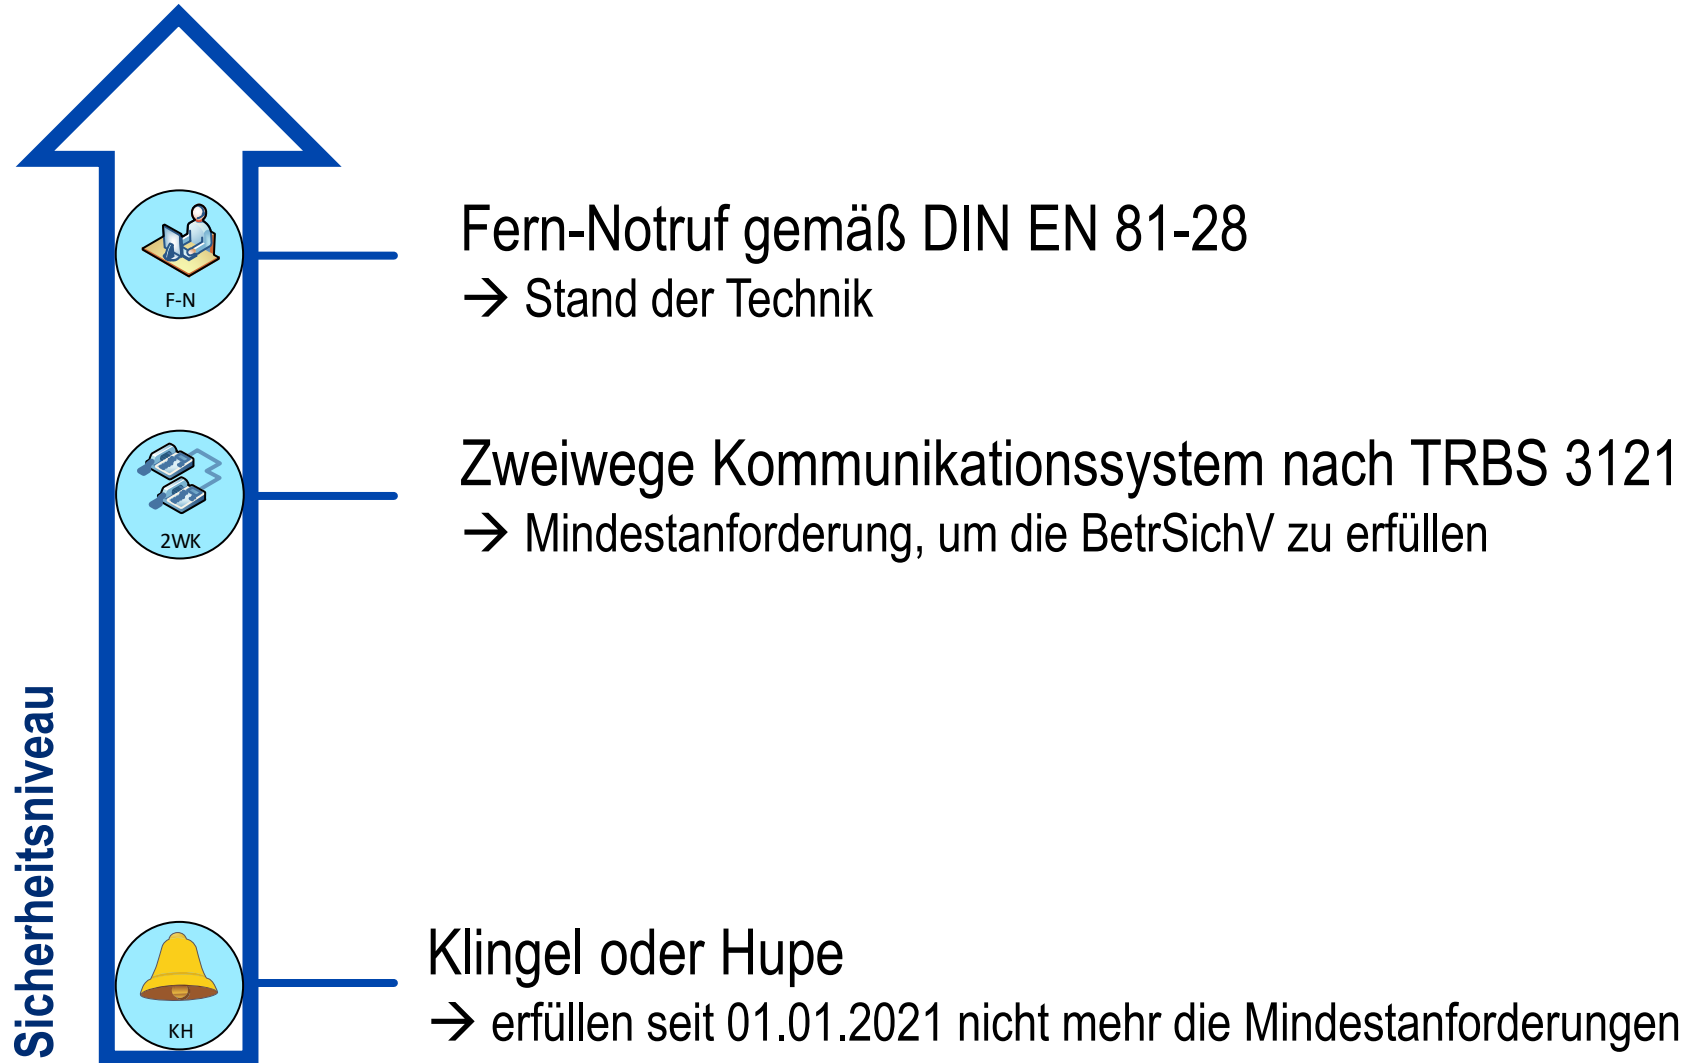 Fern-Notruf gemäß DIN EN 81-28
→ Stand der Technik
F-N
Zweiwege Kommunikationssystem nach TRBS 3121
→ Mindestanforderung, um die BetrSichV zu erfüllen
2WK
Klingel oder Hupe
→ erfüllen seit 01.01.2021 nicht mehr die Mindestanforderungen
KH
Sicherheitsniveau